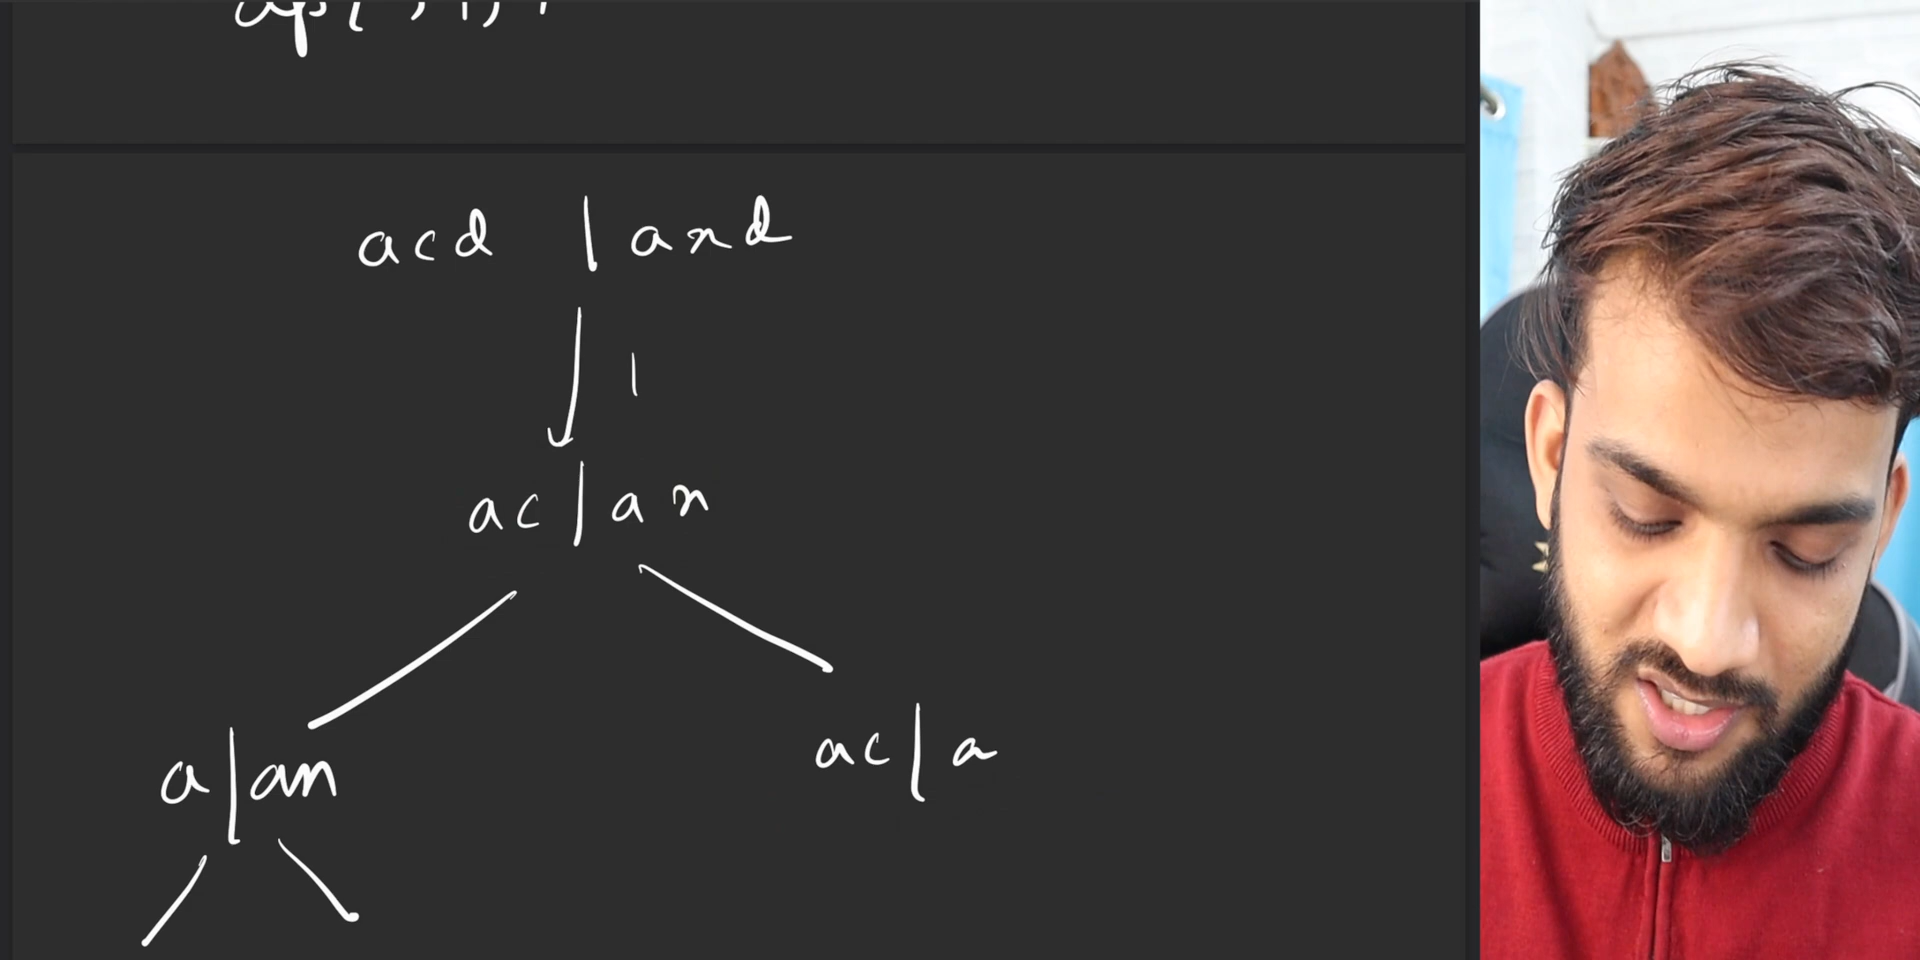 acd | and
1
ac | an
a | an
ac | a